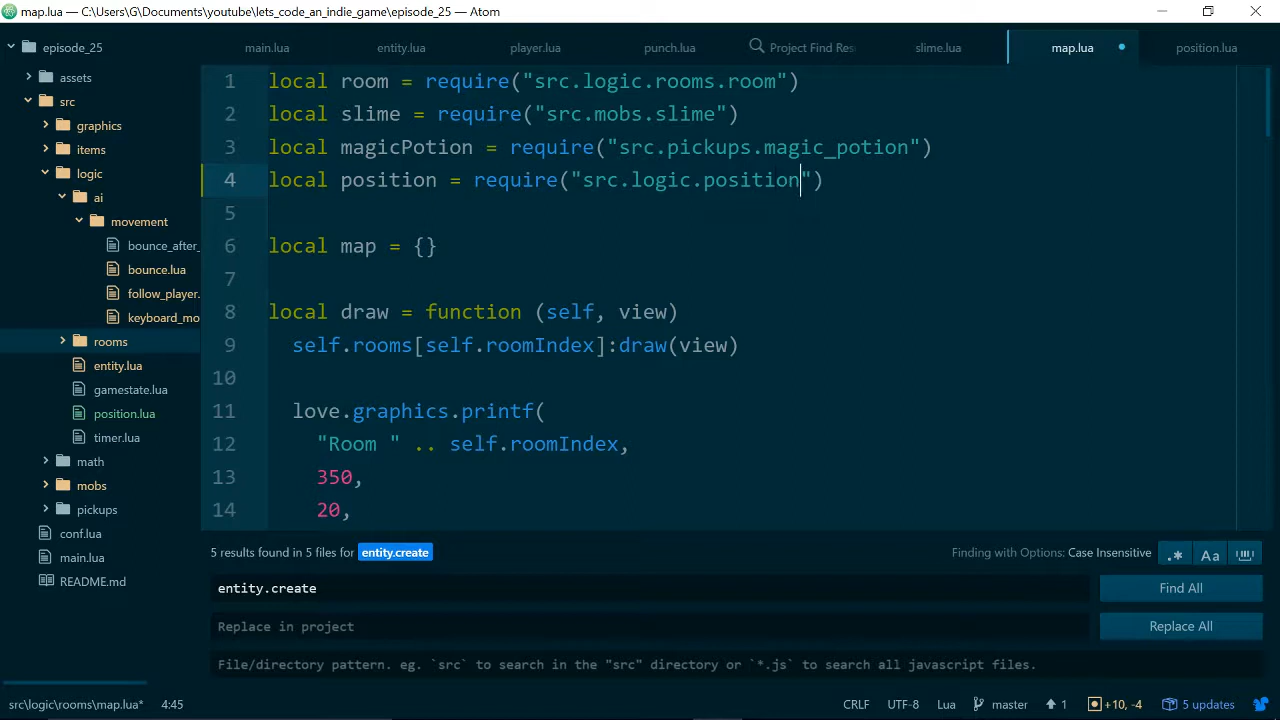 map.lua — C:\Users\G\Documents\youtube\lets_code_an_indie_game\episode_25 — Atom
episode_25
main.lua
entity.lua
player.lua
punch.lua
Project Find Res
slime.lua
map.lua
position.lua
assets
src
graphics
items
logic
ai
movement
bounce_after_
bounce.lua
follow_player.
keyboard_mo
rooms
entity.lua
gamestate.lua
position.lua
timer.lua
math
mobs
pickups
conf.lua
main.lua
README.md
1 local room = require("src.logic.rooms.room")
2 local slime = require("src.mobs.slime")
3 local magicPotion = require("src.pickups.magic_potion")
4 local position = require("src.logic.position")
5
6 local map = {}
7
8 local draw = function (self, view)
9 self.rooms[self.roomIndex]:draw(view)
10
11 love.graphics.printf(
12 "Room " .. self.roomIndex,
13 350,
14 20,
5 results found in 5 files for entity.create
Finding with Options: Case Insensitive
.* Aa
entity.create
Find All
Replace in project
Replace All
File/directory pattern. eg. `src` to search in the "src" directory or `*.js` to search all javascript files.
src\logic\rooms\map.lua* 4:45
CRLF UTF-8 Lua master 1 +10, -4 5 updates